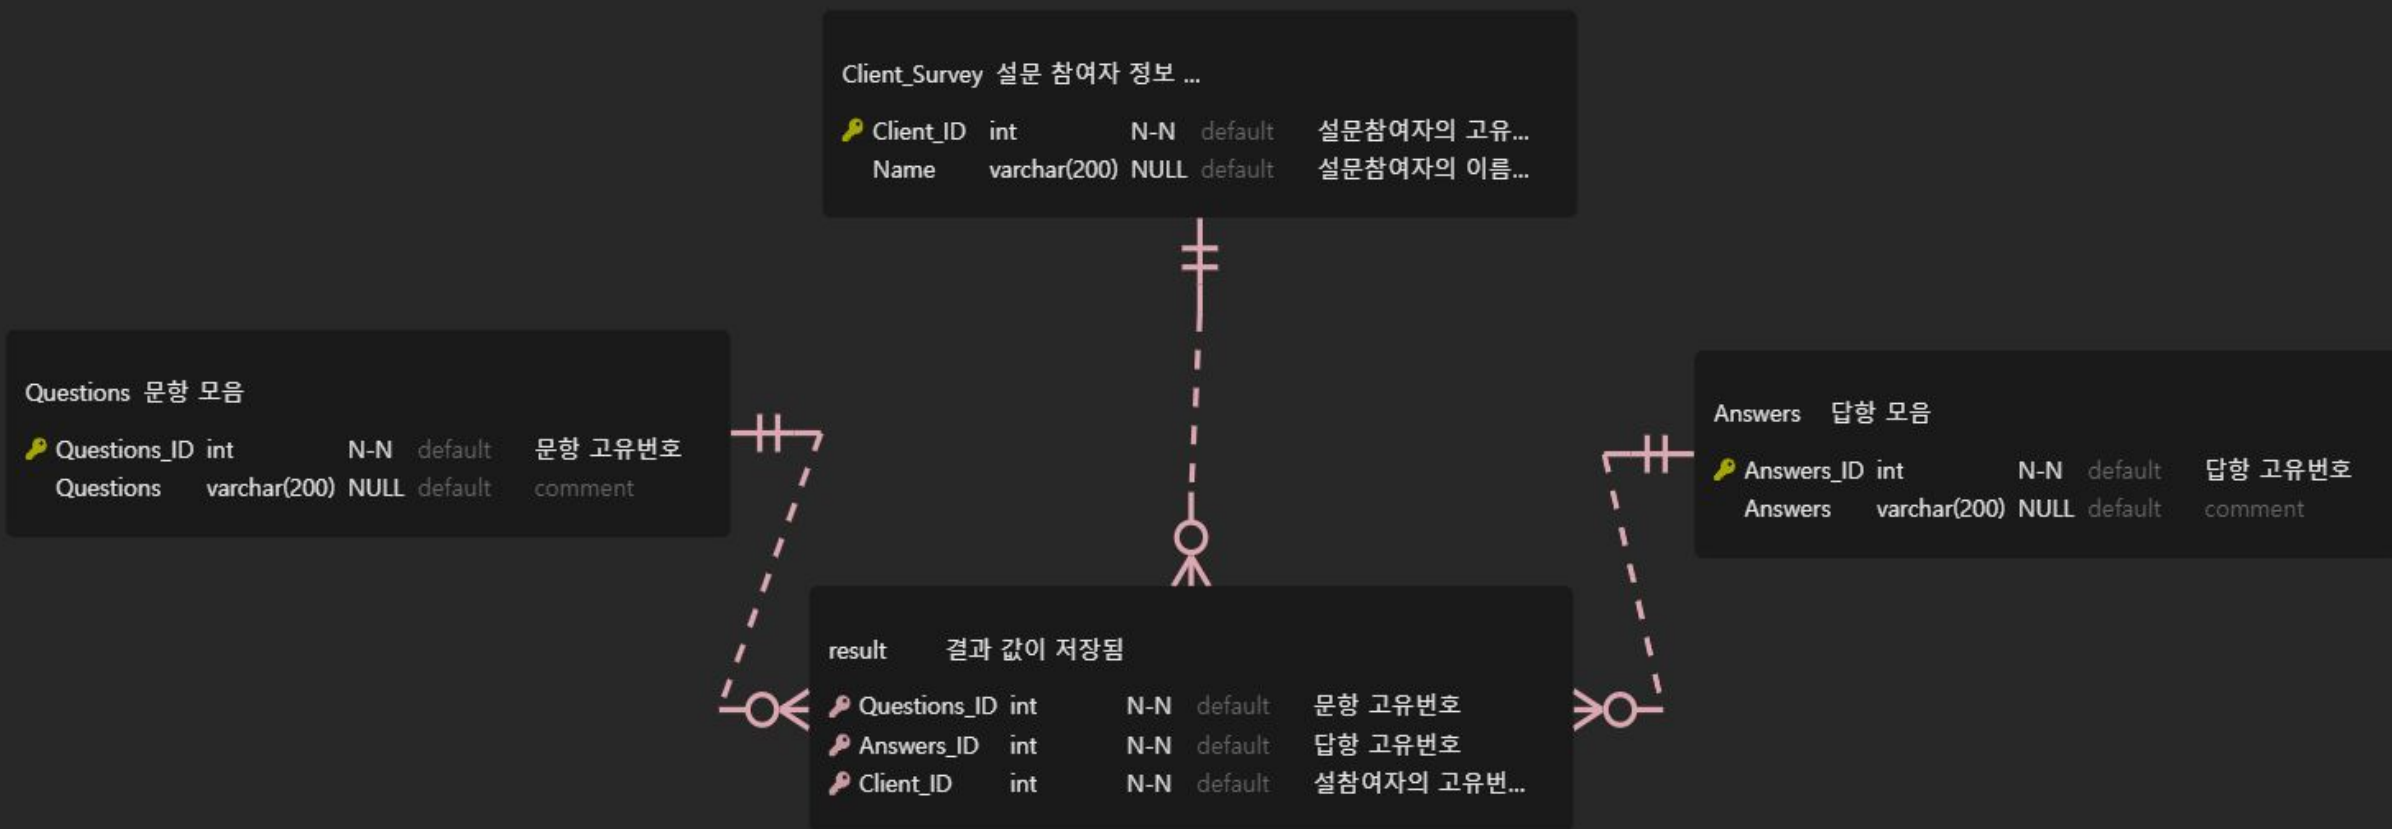 Client_Survey 설문 참여자 정보 ...
Client_ID int N-N default 설문참여자의 고유...
Name varchar(200) NULL default 설문참여자의 이름...
Questions 문항 모음
Questions_ID int N-N default 문항 고유번호
Questions varchar(200) NULL default comment
Answers 답항 모음
Answers_ID int N-N default 답항 고유번호
Answers varchar(200) NULL default comment
result 결과 값이 저장됨
Questions_ID int N-N default 문항 고유번호
Answers_ID int N-N default 답항 고유번호
Client_ID int N-N default 설참여자의 고유번...